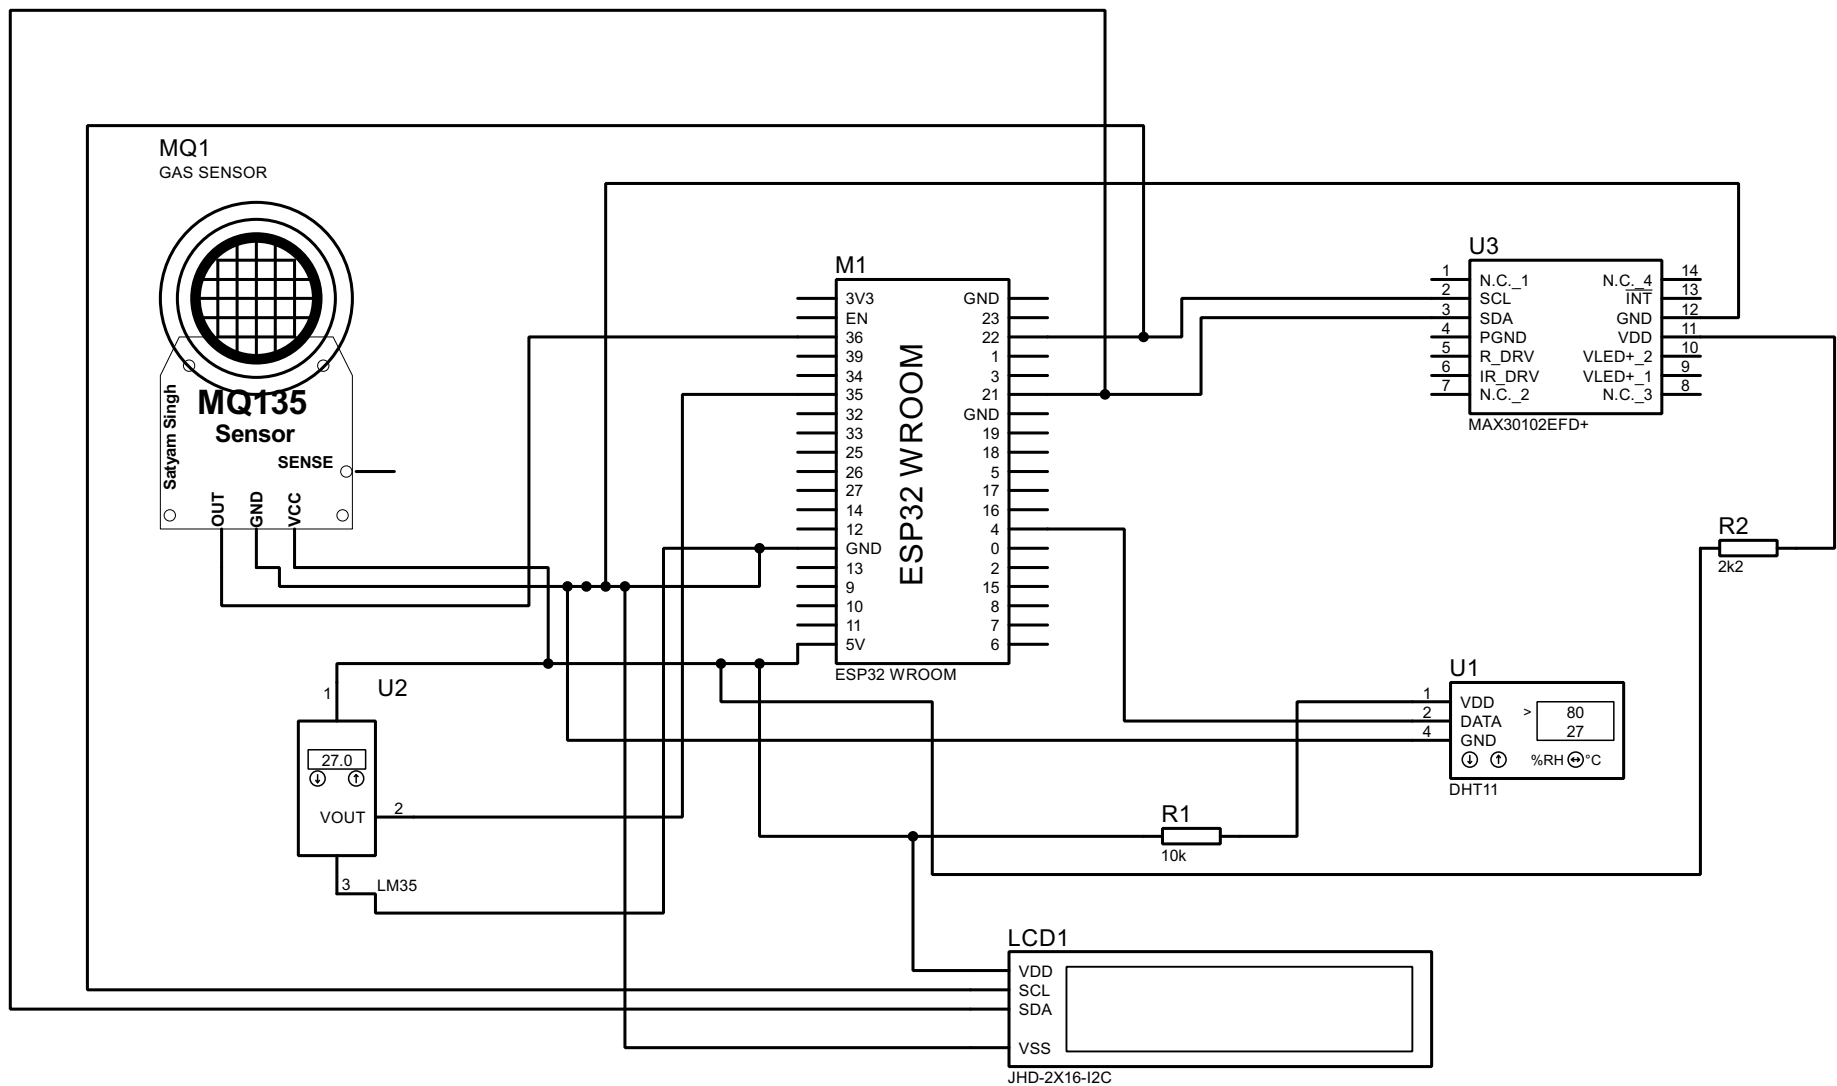 MQ1
GAS SENSOR
MQ135
Sensor
Satyam Singh
SENSE
OUT
GND
VCC
M1
ESP32 WROOM
3V3
EN
36
39
34
35
32
33
25
26
27
14
12
GND
13
9
10
11
5V
GND
23
22
1
3
21
GND
19
18
5
17
16
4
0
2
15
8
7
6
ESP32 WROOM
U3
1 N.C._1
2 SCL
3 SDA
4 PGND
5 R_DRV
6 IR_DRV
7 N.C._2
N.C._4 14
INT 13
GND 12
VDD 11
VLED+_2 10
VLED+_1 9
N.C._3 8
MAX30102EFD+
R2
2k2
U2
1
27.0
VOUT 2
3
LM35
U1
1 VDD
2 DATA
4 GND
> 80
27
%RH °C
DHT11
R1
10k
LCD1
VDD
SCL
SDA
VSS
JHD-2X16-I2C